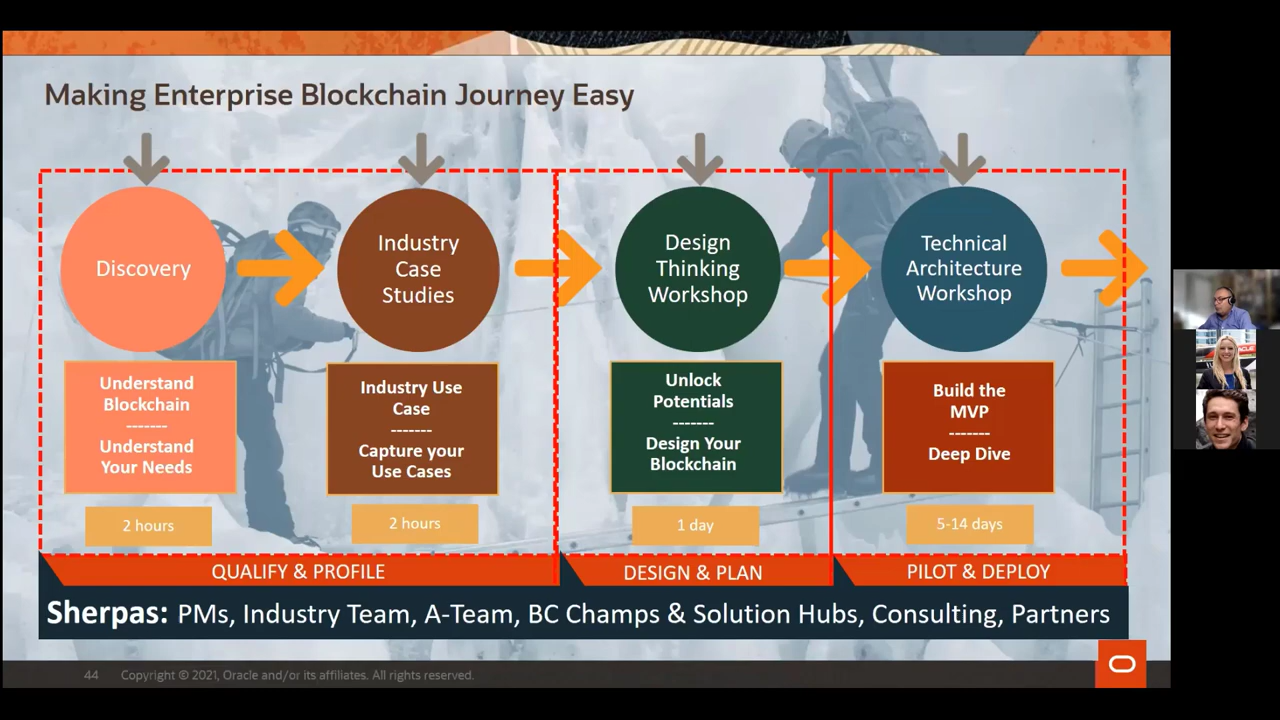 Making Enterprise Blockchain Journey Easy
Discovery
Industry
Case
Studies
Design
Thinking
Workshop
Technical
Architecture
Workshop
Understand
Blockchain
-------
Understand
Your Needs
Industry Use
Case
-------
Capture your
Use Cases
Unlock
Potentials
-------
Design Your
Blockchain
Build the
MVP
-------
Deep Dive
2 hours
2 hours
1 day
5-14 days
QUALIFY & PROFILE
DESIGN & PLAN
PILOT & DEPLOY
Sherpas: PMs, Industry Team, A-Team, BC Champs & Solution Hubs, Consulting, Partners
44 Copyright © 2021, Oracle and/or its affiliates. All rights reserved.